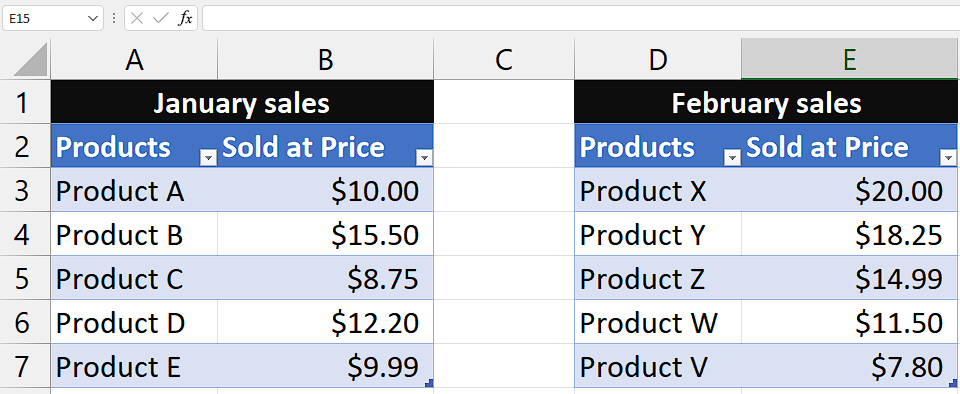 E15 fx
A B C D E
1 January sales February sales
2 Products Sold at Price Products Sold at Price
3 Product A $10.00 Product X $20.00
4 Product B $15.50 Product Y $18.25
5 Product C $8.75 Product Z $14.99
6 Product D $12.20 Product W $11.50
7 Product E $9.99 Product V $7.80